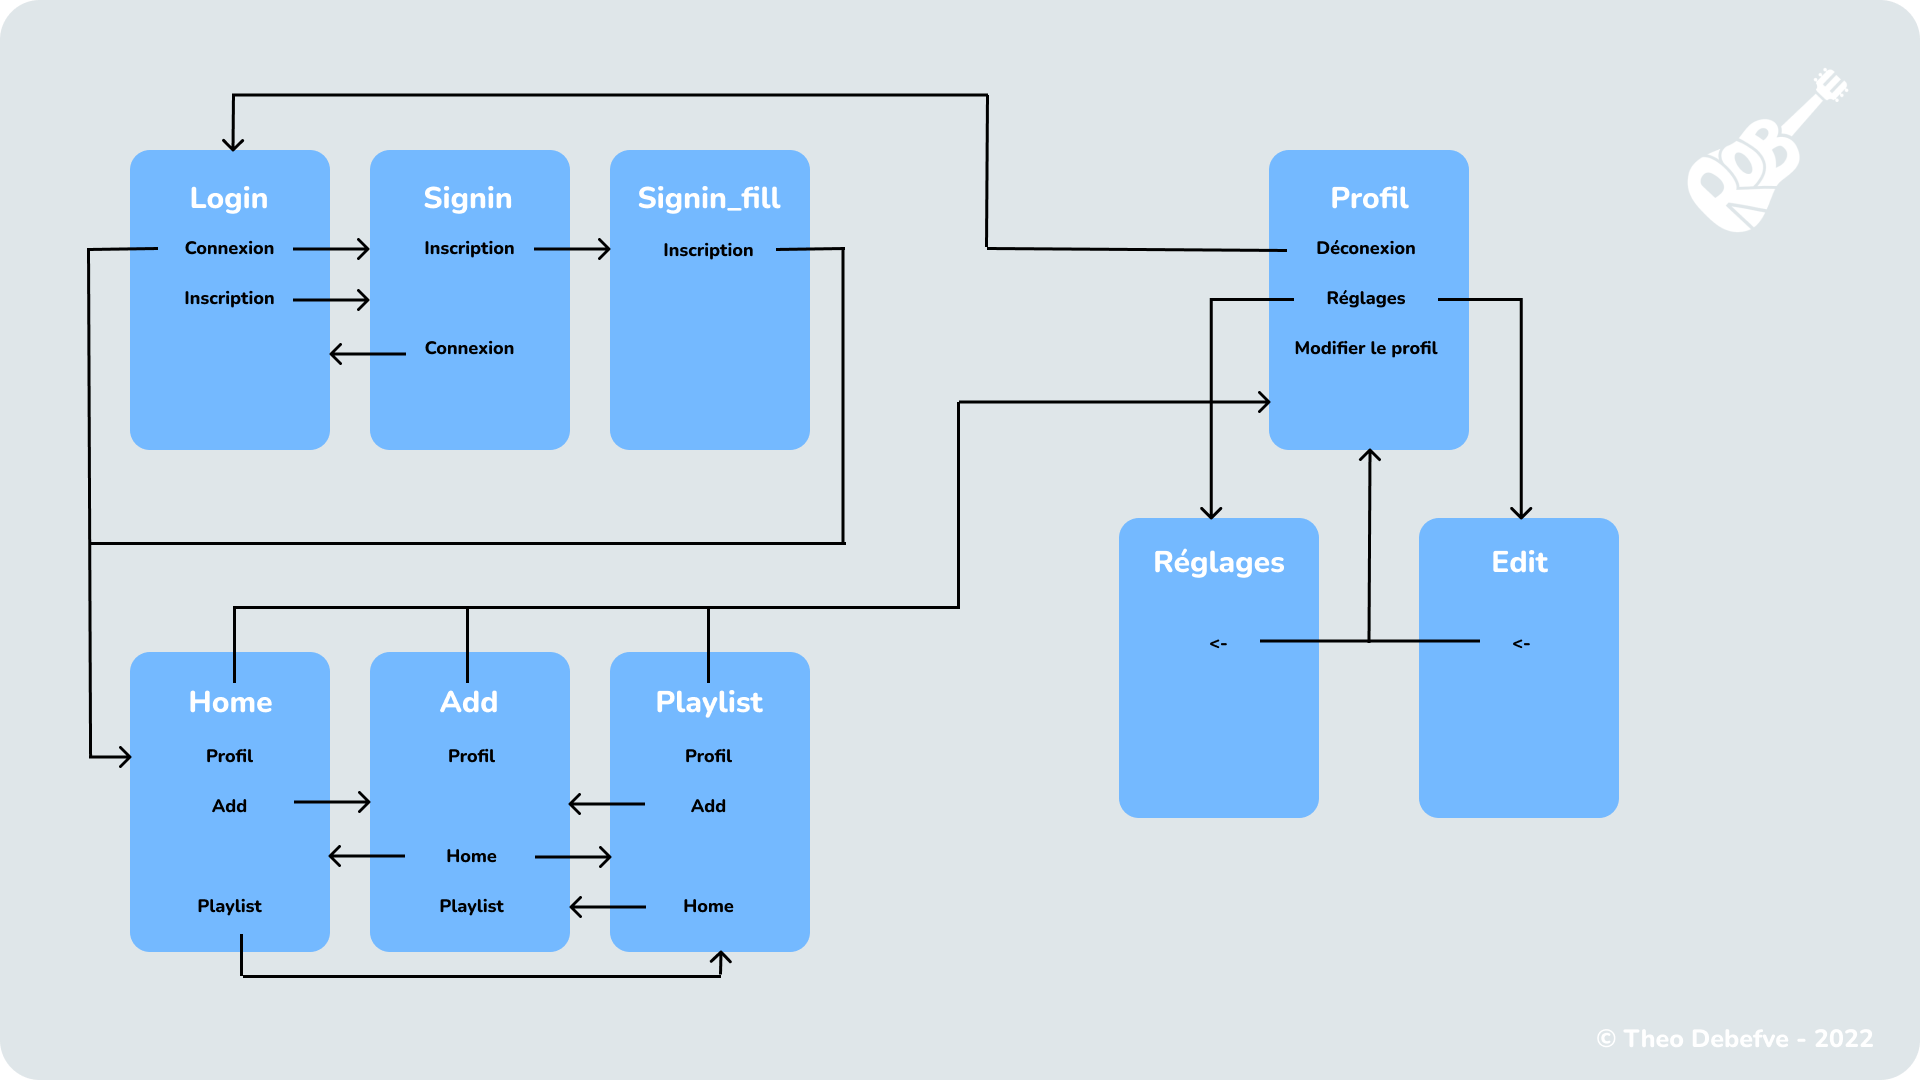 Login
Connexion
Inscription
Signin
Inscription
Connexion
Signin_fill
Inscription
Profil
Déconexion
Réglages
Modifier le profil
ROB
Réglages
<-
Edit
<-
Home
Profil
Add
Playlist
Add
Profil
Home
Playlist
Playlist
Profil
Add
Home
© Theo Debefve - 2022